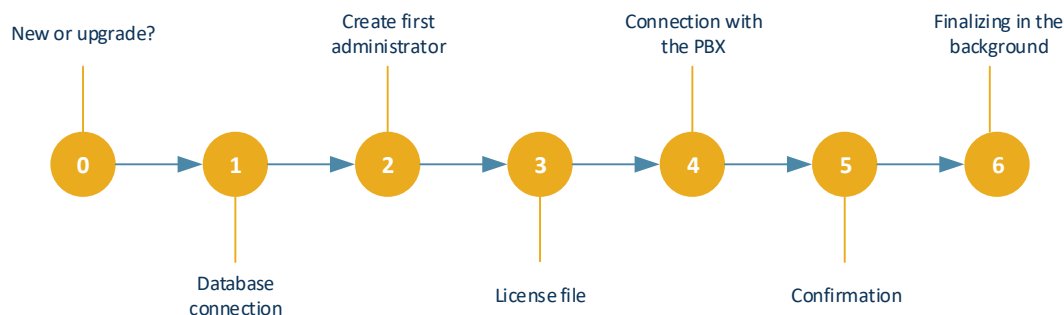 New or upgrade?
Create first
administrator
Connection with
the PBX
Finalizing in the
background
0
1
2
3
4
5
6
Database
connection
License file
Confirmation